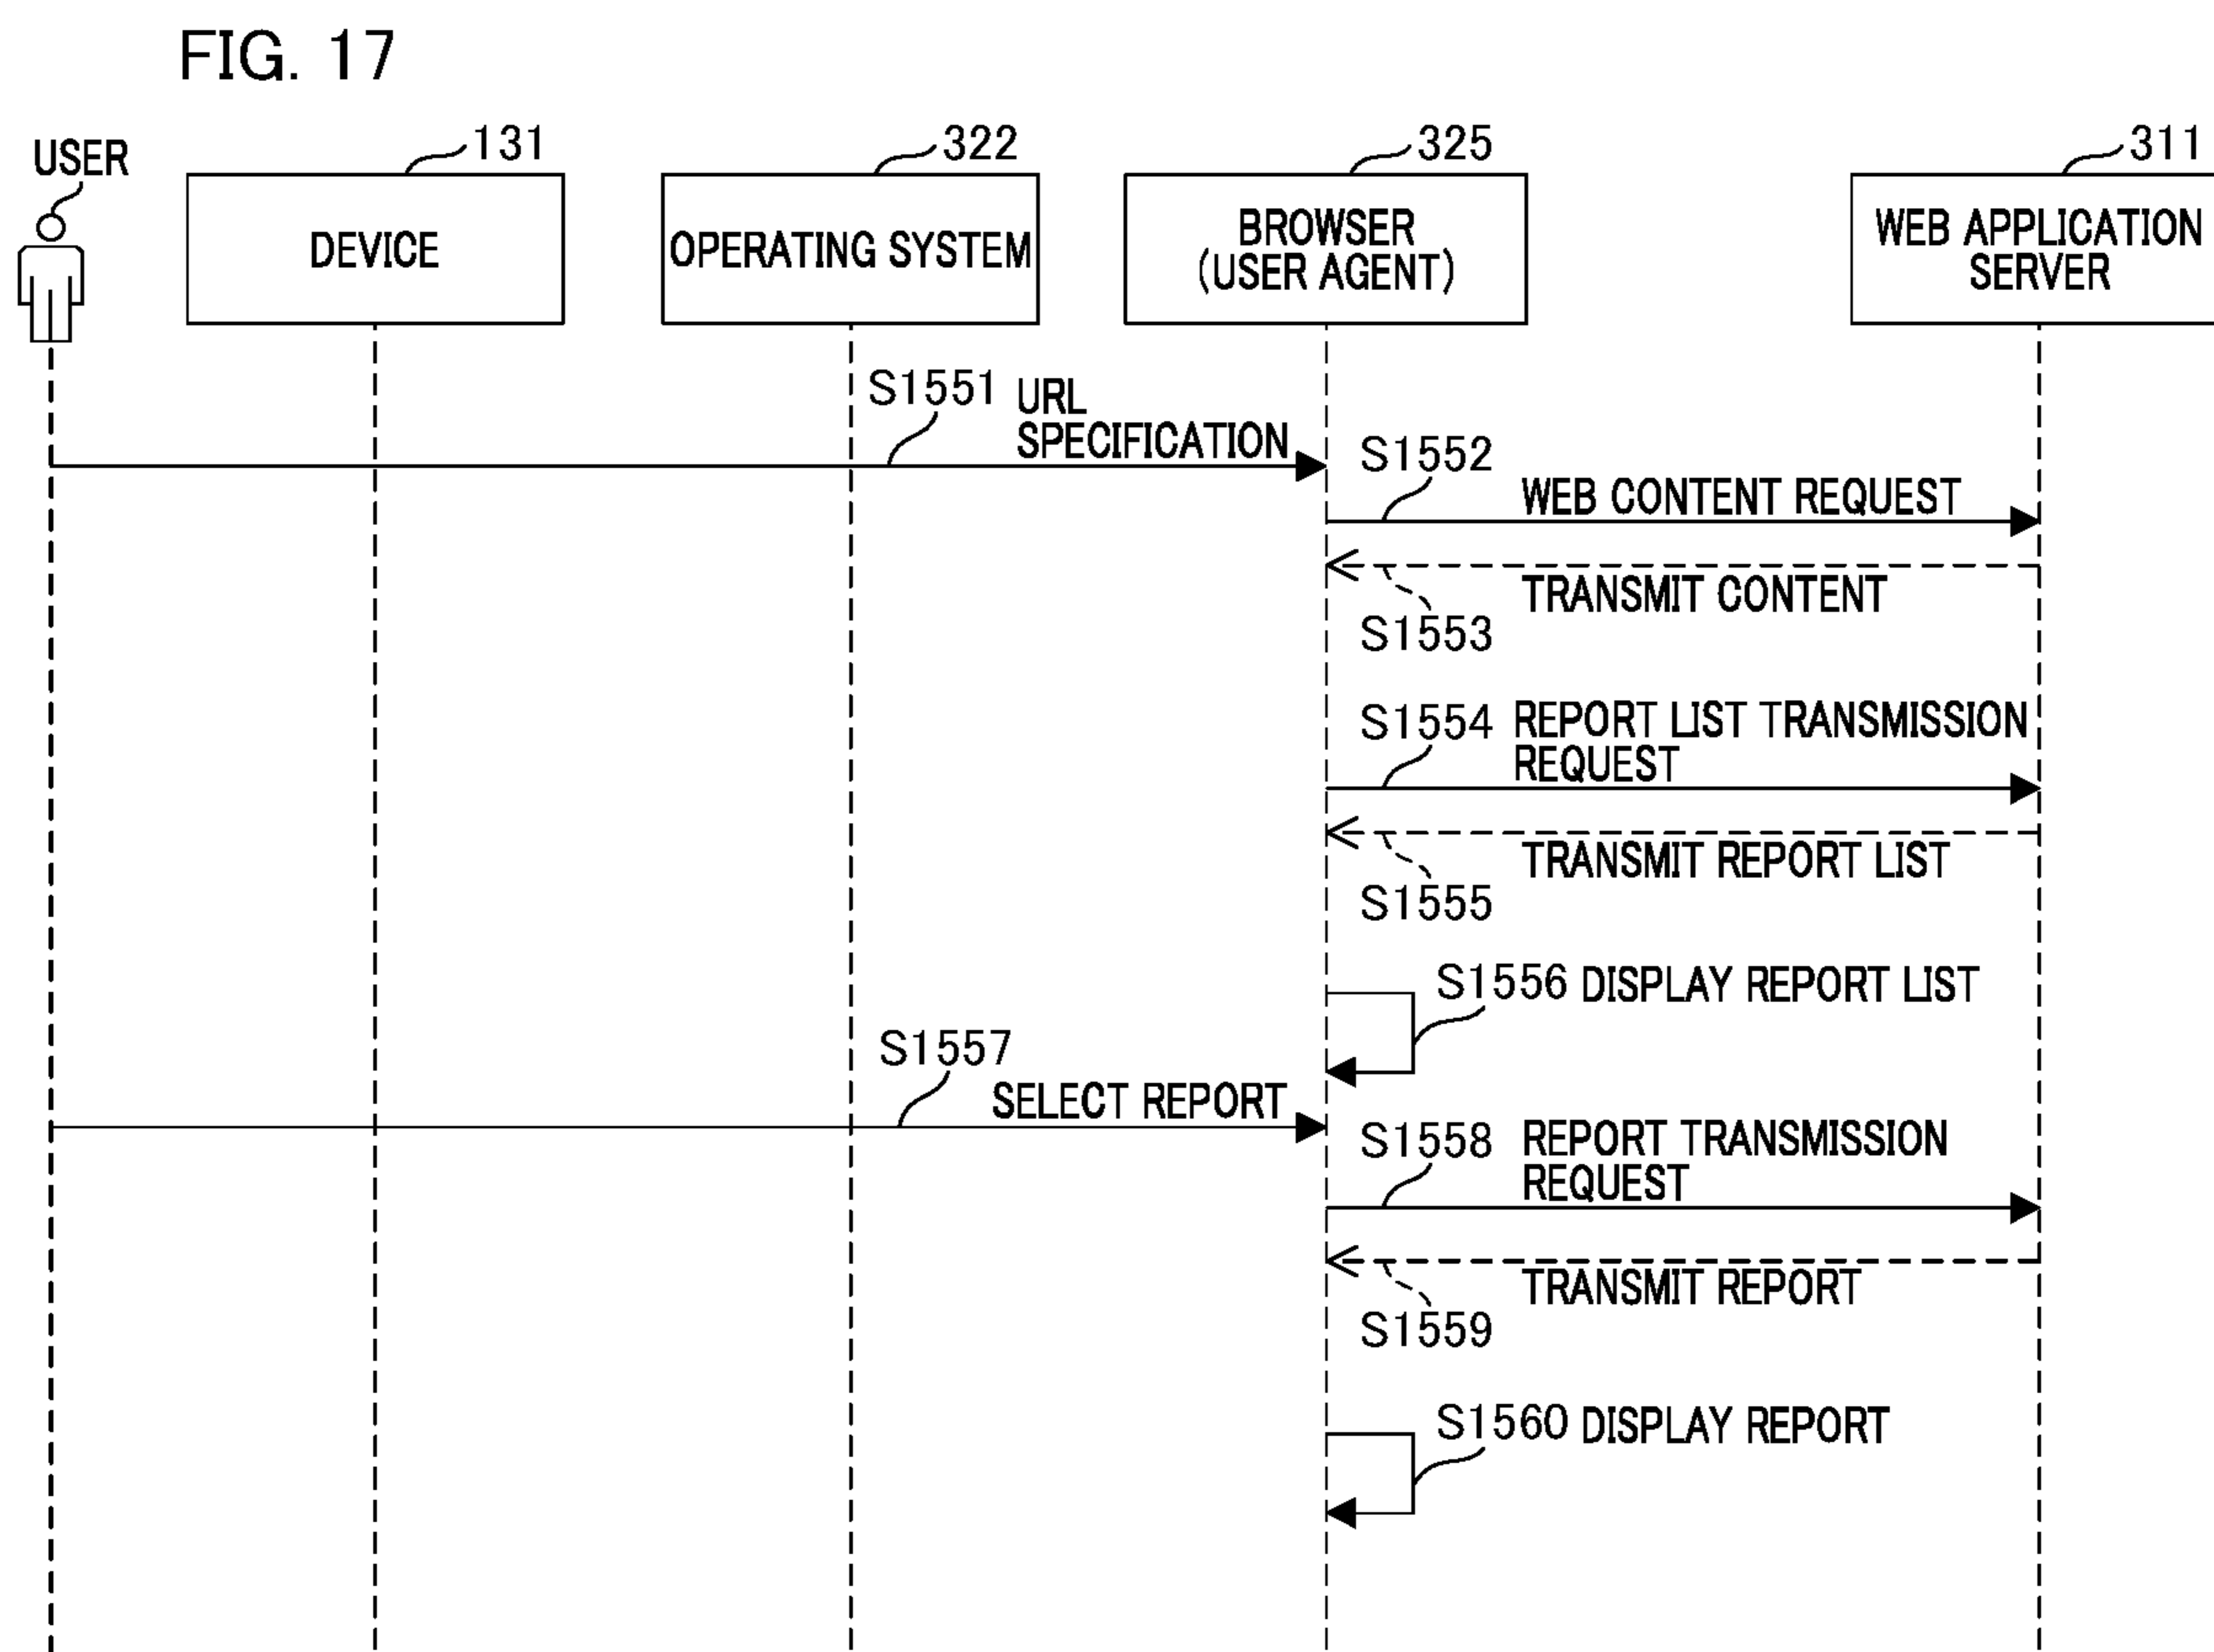 FIG. 17
USER
131
322
325
311
DEVICE
OPERATING SYSTEM
BROWSER
(USER AGENT)
WEB APPLICATION
SERVER
S1551
URL
SPECIFICATION
S1552
WEB CONTENT REQUEST
TRANSMIT CONTENT
S1553
S1554
REPORT LIST TRANSMISSION
REQUEST
TRANSMIT REPORT LIST
S1555
S1556
DISPLAY REPORT LIST
S1557
SELECT REPORT
S1558
REPORT TRANSMISSION
REQUEST
TRANSMIT REPORT
S1559
S1560
DISPLAY REPORT